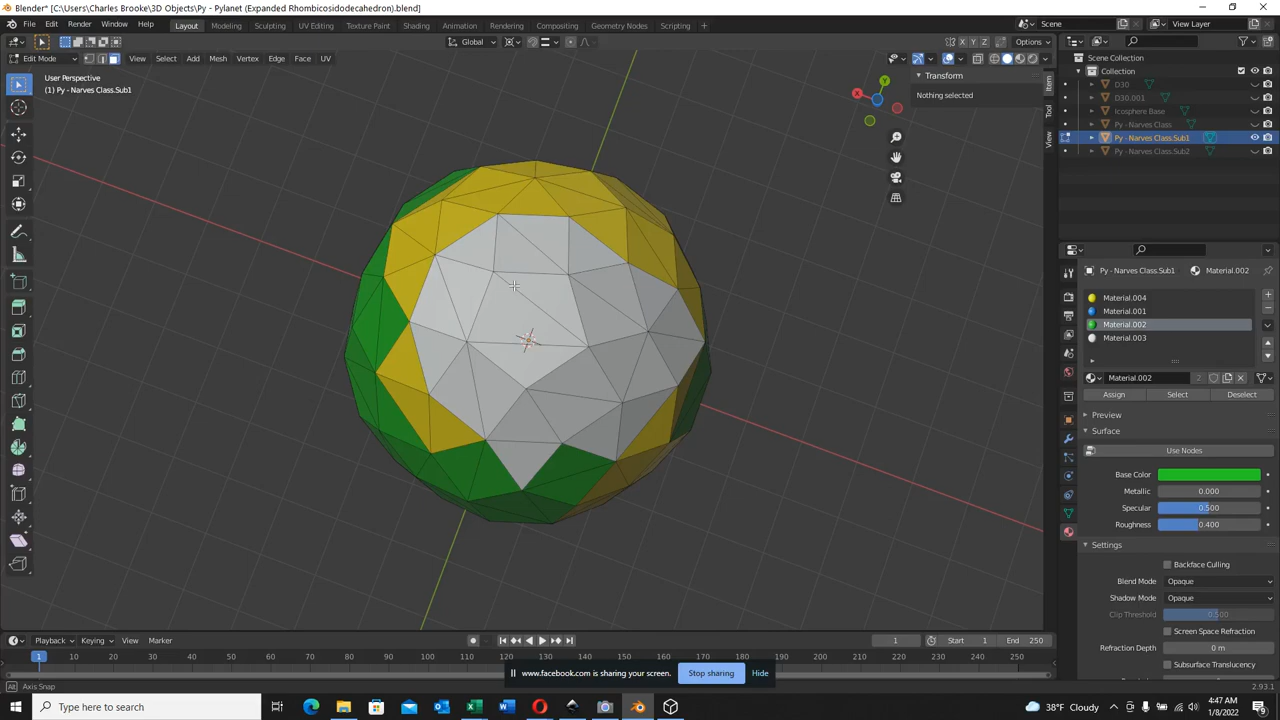 Blender* [C:\Users\Charles Brooke\3D Objects\Py - Pylanet (Expanded Rhombicosidodecahedron).blend]
File Edit Render Window Help Layout Modeling Sculpting UV Editing Texture Paint Shading Animation Rendering Compositing Geometry Nodes Scripting + Scene View Layer
Global X Y Z Options
Edit Mode View Select Add Mesh Vertex Edge Face UV
User Perspective
(1) Py - Narves Class.Sub1
Transform
Nothing selected
Item
Tool
View
X
Y
Scene Collection
Collection
D30
D30.001
Icosphere Base
Py - Narves Class
Py - Narves Class.Sub1
Py - Narves Class.Sub2
Py - Narves Class.Sub1 Material.002
Material.004
Material.001
Material.002
Material.003
Material.002 2
Assign Select Deselect
Preview
Surface
Use Nodes
Base Color
Metallic 0.000
Specular 0.500
Roughness 0.400
Settings
Backface Culling
Blend Mode Opaque
Shadow Mode Opaque
Clip Threshold 0.500
Screen Space Refraction
Refraction Depth 0 m
Subsurface Translucency
Playback Keying View Marker 1 Start 1 End 250
1 10 20 30 40 50 60 70 80 90 100 110 120 130 140 150 160 170 180 190 200 210 220 230 240 250
www.facebook.com is sharing your screen. Stop sharing Hide
Axis Snap 2.93.1
Type here to search 38°F Cloudy 4:47 AM
1/8/2022